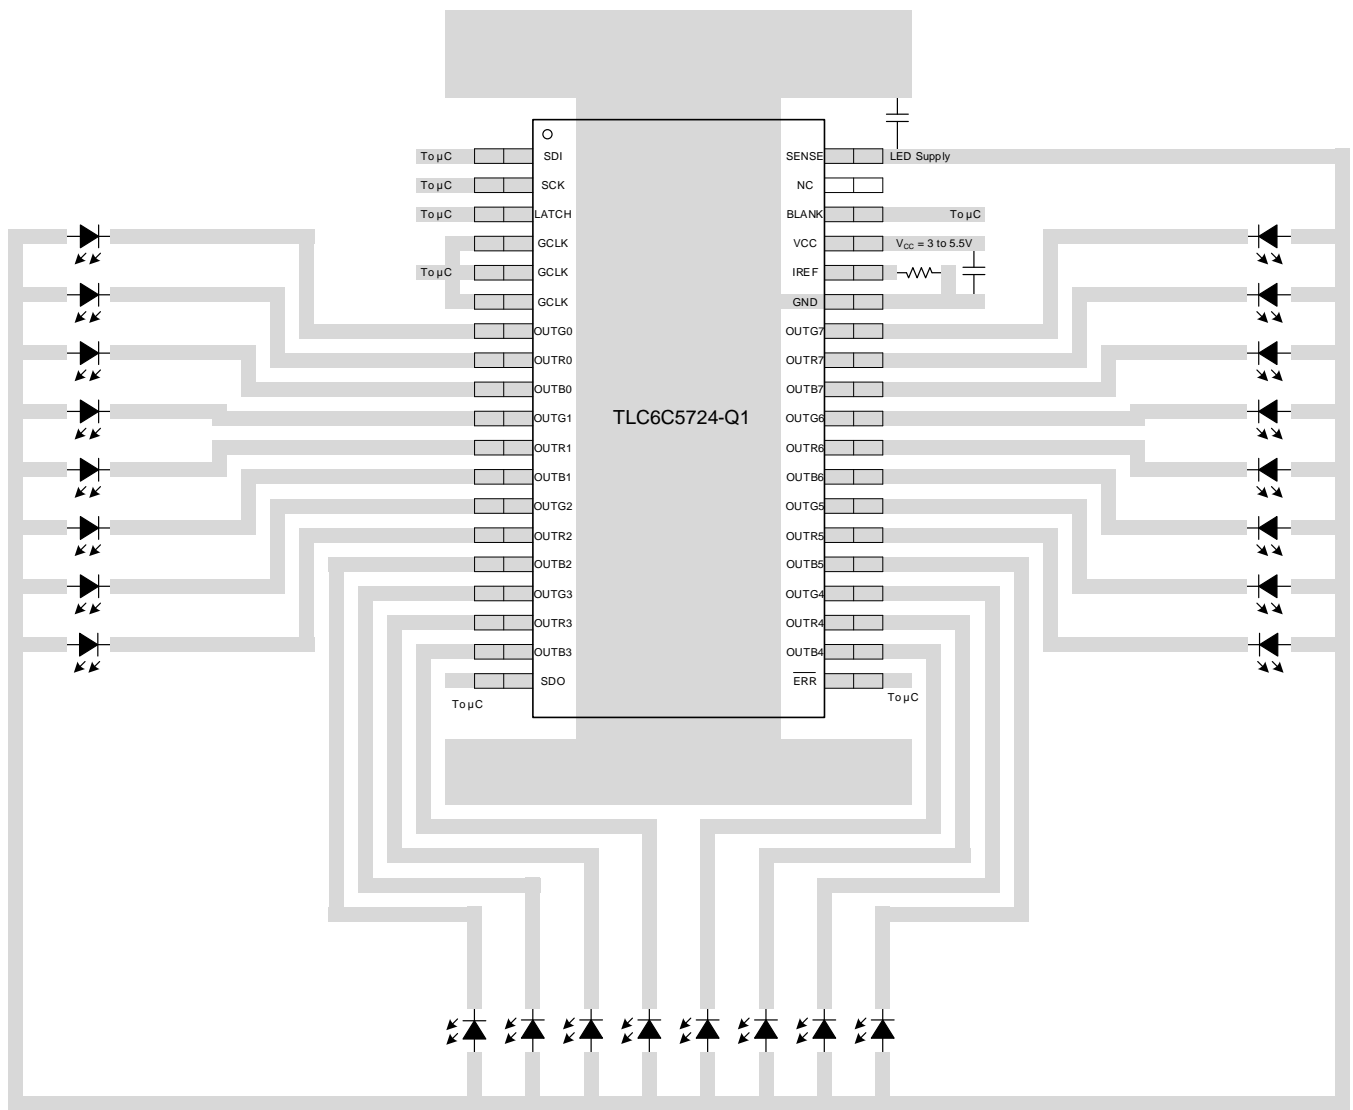 To µC SDI SENSE LED Supply
To µC SCK NC
To µC LATCH BLANK To µC
GCLK VCC VCC = 3 to 5.5V
To µC GCLK IREF
GCLK GND
OUTG0 OUTG7
OUTR0 OUTR7
OUTB0 OUTB7
OUTG1 TLC6C5724-Q1 OUTG6
OUTR1 OUTR6
OUTB1 OUTB6
OUTG2 OUTG5
OUTR2 OUTR5
OUTB2 OUTB5
OUTG3 OUTG4
OUTR3 OUTR4
OUTB3 OUTB4
SDO ERR
To µC To µC